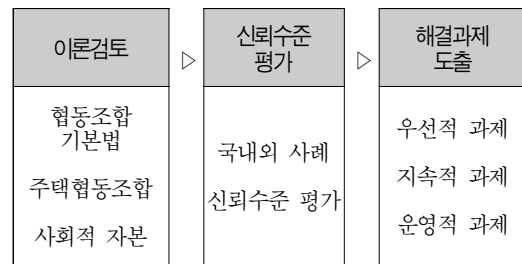 이론검토
협동조합
기본법
주택협동조합
사회적 자본
▷
신뢰수준
평가
국내외 사례
신뢰수준 평가
▷
해결과제
도출
우선적 과제
지속적 과제
운영적 과제